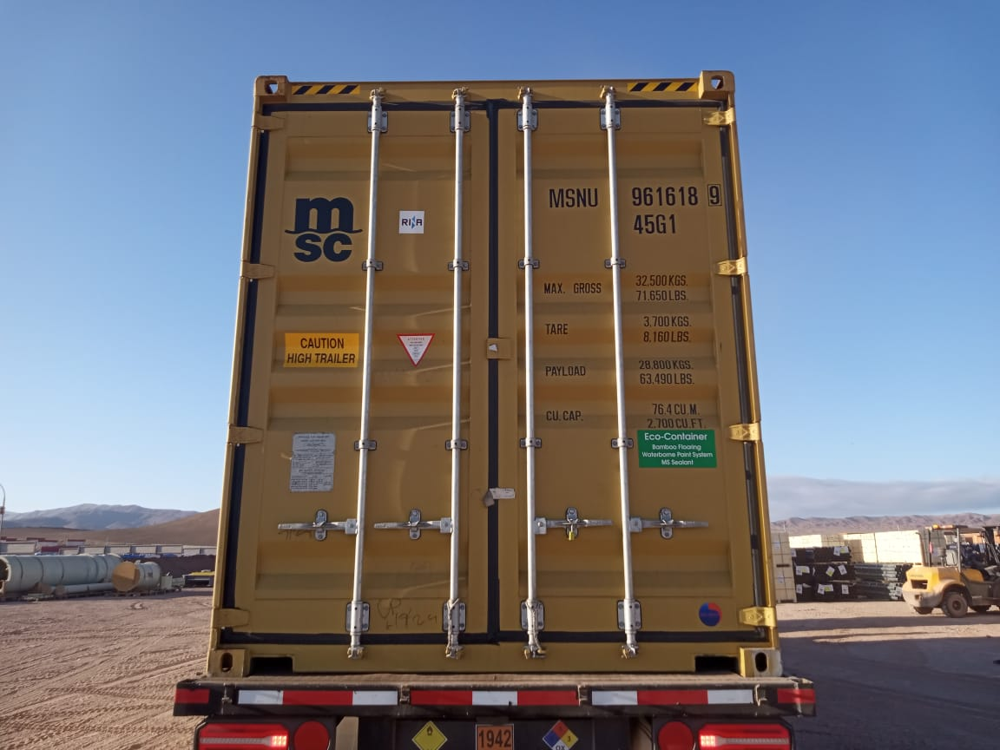 msc
RINA
MSNU 961618 9
45G1
MAX. GROSS 32,500 KGS.
71.650 LBS.
TARE 3,700 KGS.
8,160 LBS.
PAYLOAD 28,800 KGS.
63,490 LBS.
CU. CAP. 76.4 CU.M.
2,700 CU.FT.
CAUTION
HIGH TRAILER
Eco-Container
Bamboo Flooring
Waterborne Paint System
MS Sealant
1942
3
OX